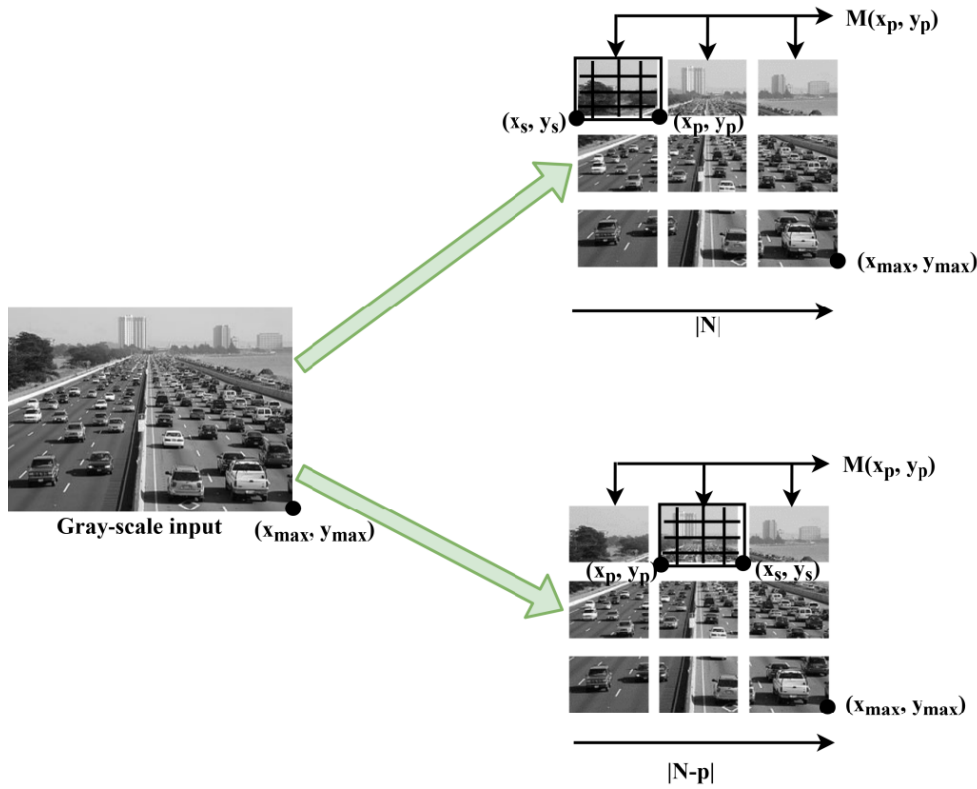 M(xp, yp)
(xs, ys)
(xp, yp)
(xmax, ymax)
|N|
Gray-scale input
(xmax, ymax)
M(xp, yp)
(xp, yp)
(xs, ys)
(xmax, ymax)
|N-p|